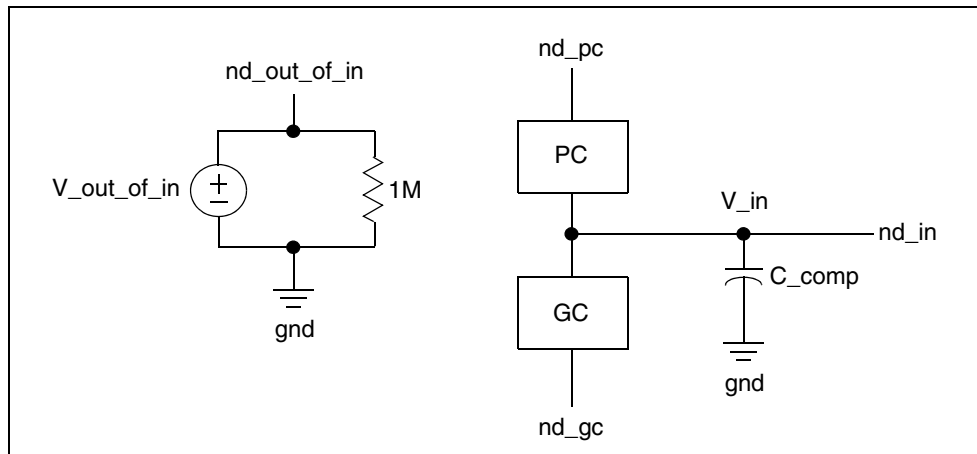 nd_out_of_in
V_out_of_in
+
–
1M
gnd
nd_pc
PC
V_in
nd_in
C_comp
GC
gnd
nd_gc